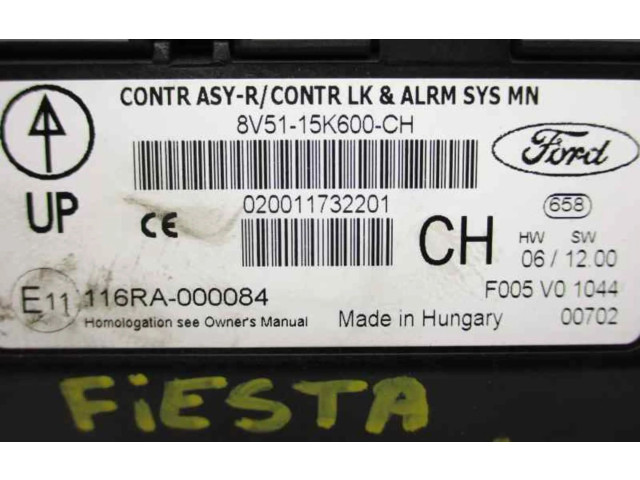 CONTR ASY-R/CONTR LK & ALRM SYS MN
8V51-15K600-CH
Ford
UP
020011732201
CE
CH
658
HW SW
06 / 12.00
E11 116RA-000084
F005 V0 1044
Homologation see Owner's Manual
Made in Hungary
00702
FiESTA